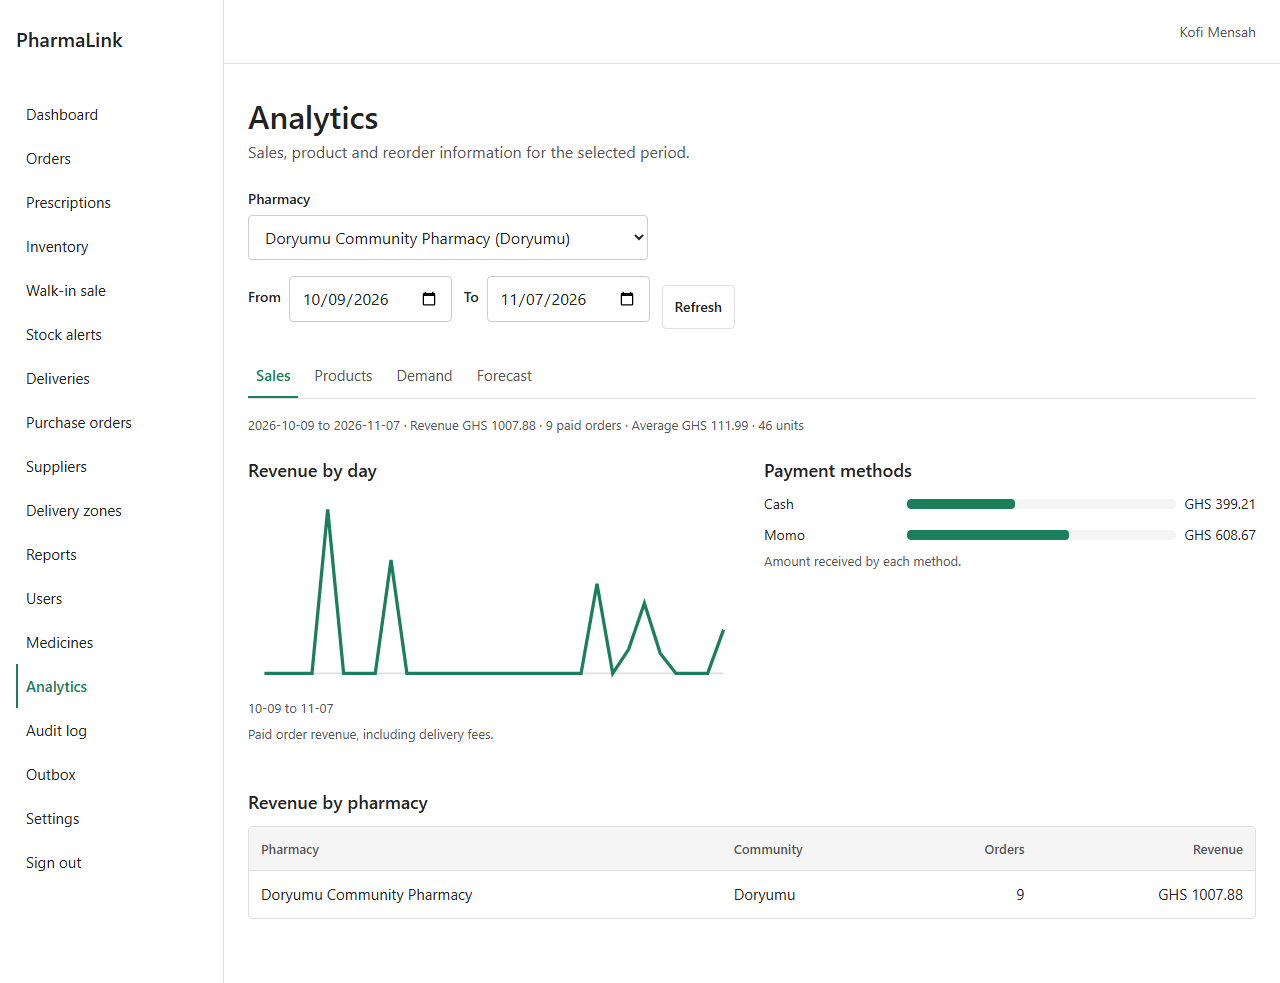 PharmaLink
Kofi Mensah
Dashboard
Orders
Prescriptions
Inventory
Walk-in sale
Stock alerts
Deliveries
Purchase orders
Suppliers
Delivery zones
Reports
Users
Medicines
Analytics
Audit log
Outbox
Settings
Sign out
Analytics
Sales, product and reorder information for the selected period.
Pharmacy
Doryumu Community Pharmacy (Doryumu)
From 10/09/2026 To 11/07/2026 Refresh
Sales Products Demand Forecast
2026-10-09 to 2026-11-07 · Revenue GHS 1007.88 · 9 paid orders · Average GHS 111.99 · 46 units
Revenue by day
10-09 to 11-07
Paid order revenue, including delivery fees.
Payment methods
Cash GHS 399.21
Momo GHS 608.67
Amount received by each method.
Revenue by pharmacy
Pharmacy Community Orders Revenue
Doryumu Community Pharmacy Doryumu 9 GHS 1007.88